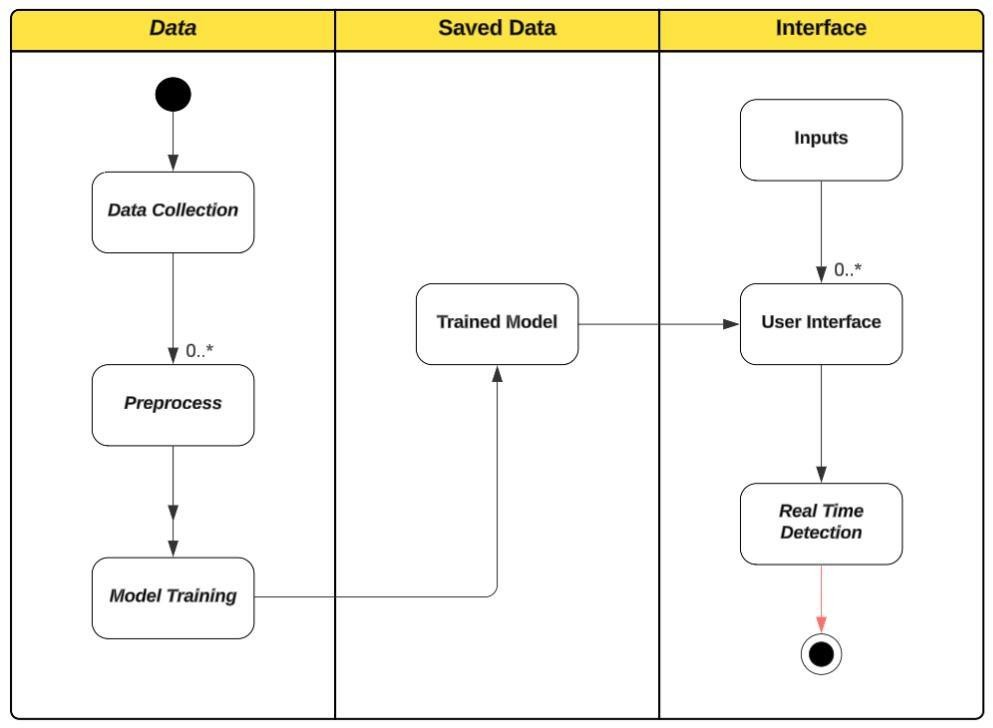 Data
Saved Data
Interface
Data Collection
0..*
Preprocess
Model Training
Trained Model
Inputs
0..*
User Interface
Real Time
Detection